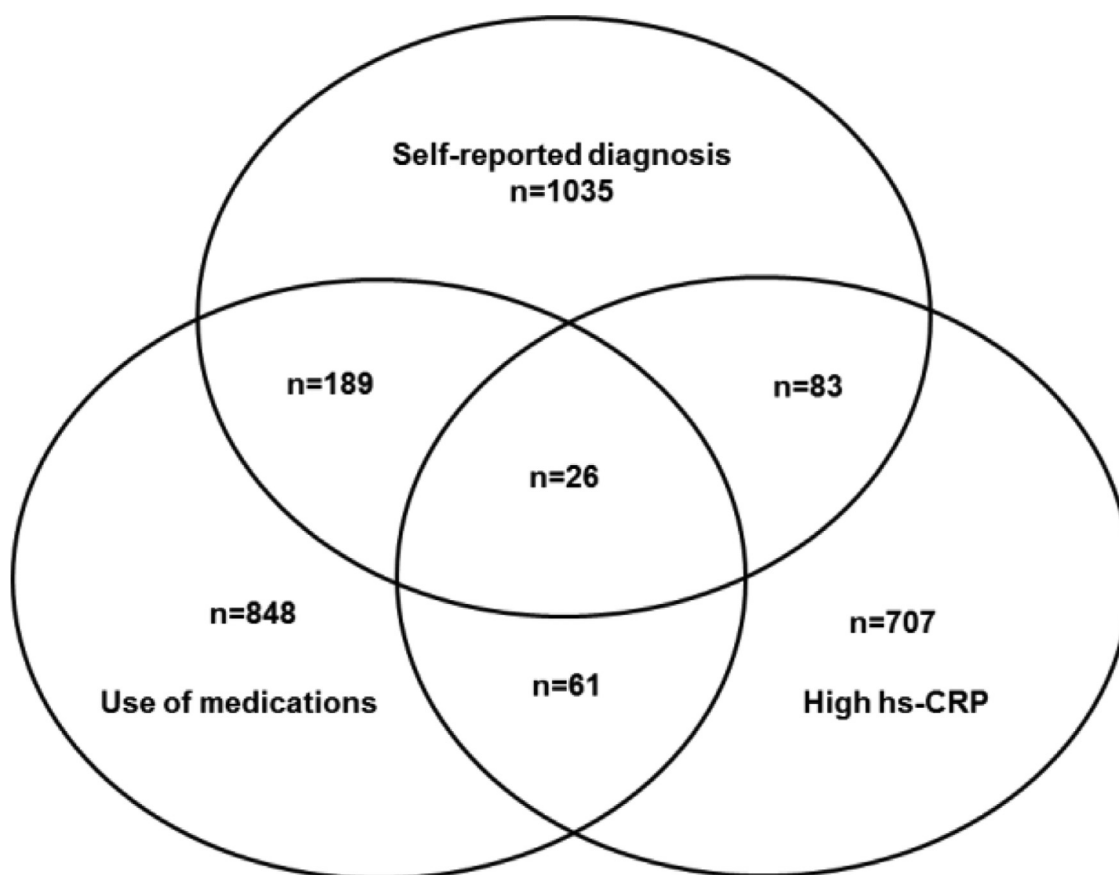 Self-reported diagnosis
n=1035
n=189
n=83
n=26
n=848
n=707
n=61
Use of medications
High hs-CRP